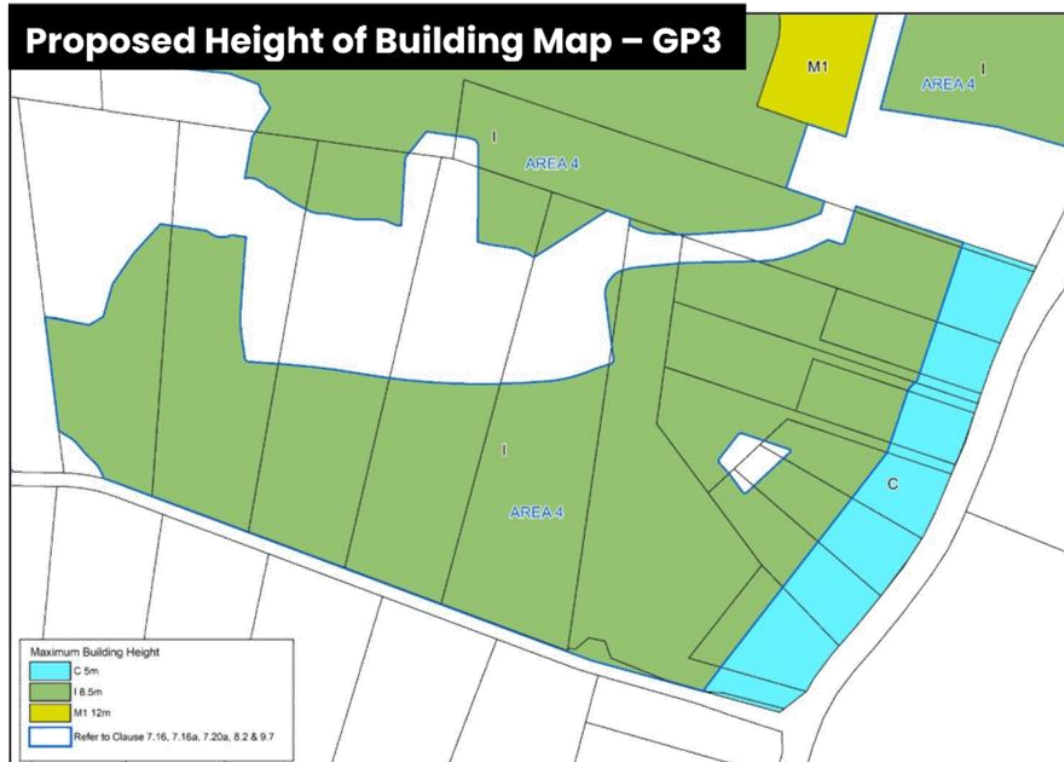 Proposed Height of Building Map – GP3
M1
I
AREA 4
I
AREA 4
I
AREA 4
C
Maximum Building Height
C 5m
I 8.5m
M1 12m
Refer to Clause 7.16, 7.16a, 7.20a, 8.2 & 9.7